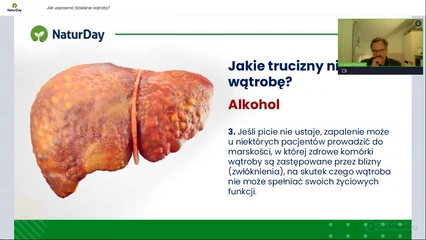 NaturDay
Jak usprawnić działanie wątroby?
NaturDay
Jakie trucizny ni
wątrobę?
Alkohol
3. Jeśli picie nie ustaje, zapalenie może
u niektórych pacjentów prowadzić do
marskości, w której zdrowe komórki
wątroby są zastępowane przez blizny
(zwłóknienia), na skutek czego wątroba
nie może spełniać swoich życiowych
funkcji.